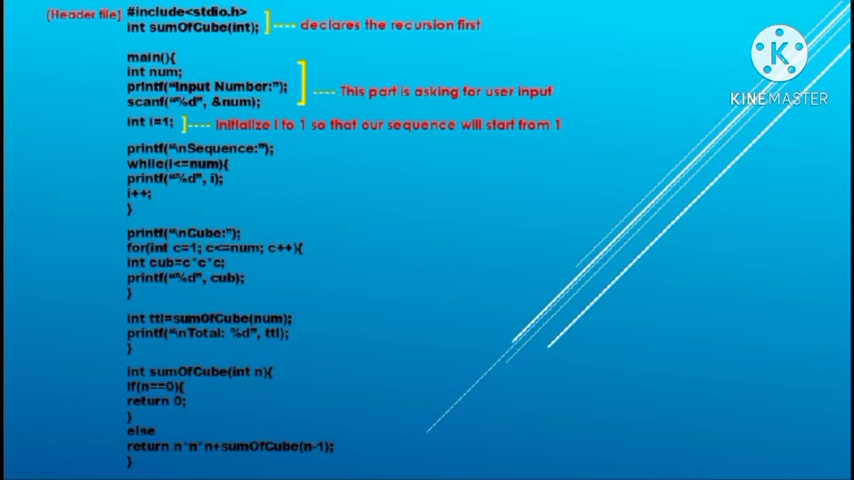 [Header file] #include<stdio.h>
int sumOfCube(int); ---- declares the recursion first
main(){
int num;
printf("Input Number:"); ---- This part is asking for user input
scanf("%d", &num);
int i=1; ---- initialize i to 1 so that our sequence will start from 1
printf("\nSequence:");
while(i<=num){
printf("%d", i);
i++;
}
printf("\nCube:");
for(int c=1; c<=num; c++){
int cub=c*c*c;
printf("%d", cub);
}
int ttl=sumOfCube(num);
printf("\nTotal: %d", ttl);
}
int sumOfCube(int n){
if(n==0){
return 0;
}
else
return n*n*n+sumOfCube(n-1);
}
K
KINEMASTER